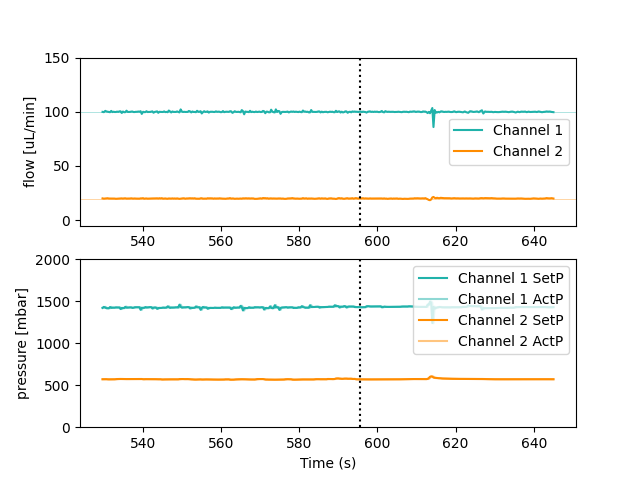 150
100
50
0
flow [uL/min]
Channel 1
Channel 2
540 560 580 600 620 640
2000
1500
1000
500
0
pressure [mbar]
Channel 1 SetP
Channel 1 ActP
Channel 2 SetP
Channel 2 ActP
540 560 580 600 620 640
Time (s)